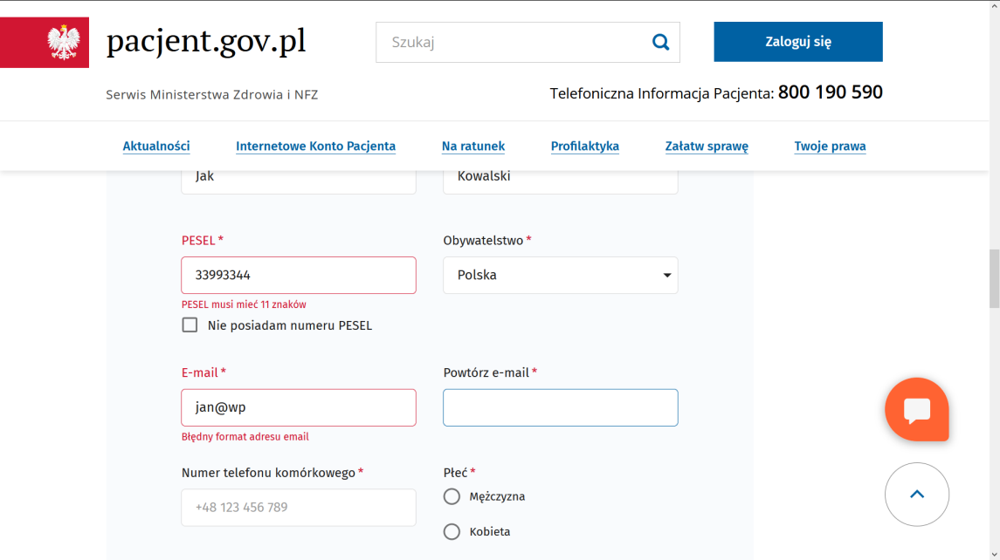 pacjent.gov.pl
Szukaj
Zaloguj się
Serwis Ministerstwa Zdrowia i NFZ
Telefoniczna Informacja Pacjenta: 800 190 590
Aktualności
Internetowe Konto Pacjenta
Na ratunek
Profilaktyka
Załatw sprawę
Twoje prawa
Jak
Kowalski
PESEL *
Obywatelstwo *
33993344
Polska
PESEL musi mieć 11 znaków
Nie posiadam numeru PESEL
E-mail *
Powtórz e-mail *
jan@wp
Błędny format adresu email
Numer telefonu komórkowego *
Płeć *
Mężczyzna
+48 123 456 789
Kobieta